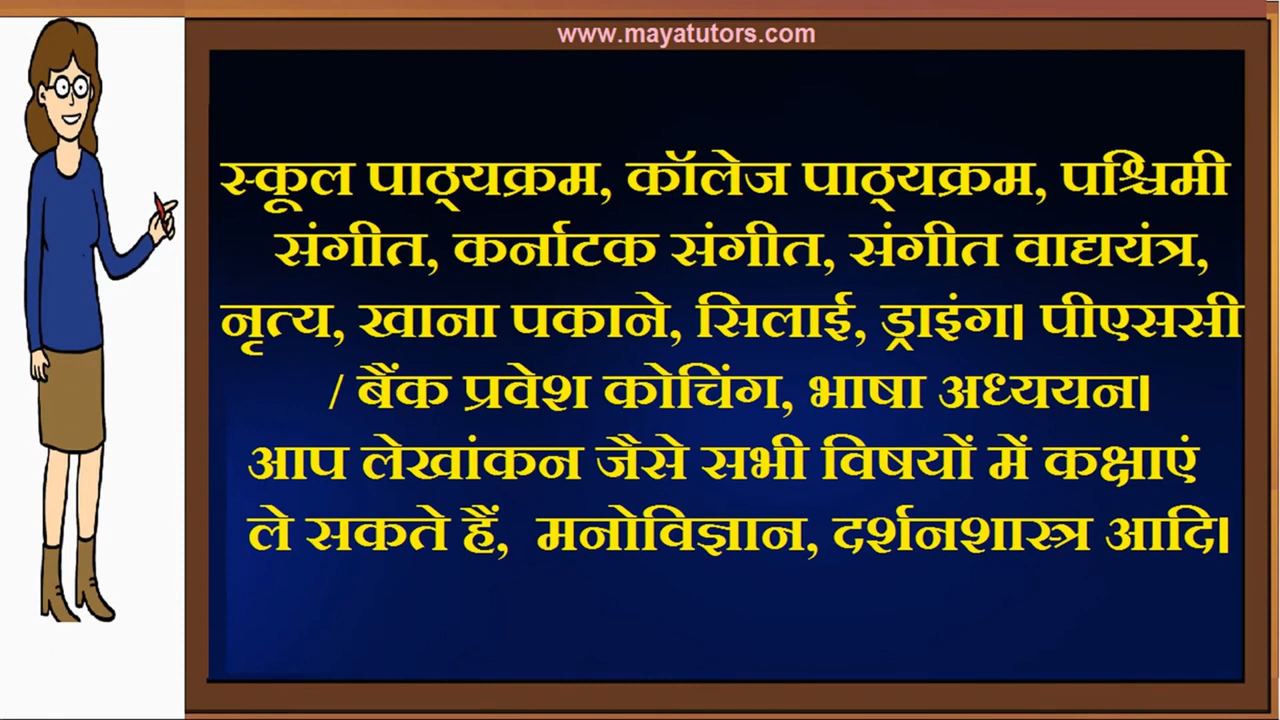 www.mayatutors.com
स्कूल पाठ्यक्रम, कॉलेज पाठ्यक्रम, पश्चिमी
संगीत, कर्नाटक संगीत, संगीत वाद्ययंत्र,
नृत्य, खाना पकाने, सिलाई, ड्राइंग। पीएससी
/ बैंक प्रवेश कोचिंग, भाषा अध्ययन।
आप लेखांकन जैसे सभी विषयों में कक्षाएं
ले सकते हैं, मनोविज्ञान, दर्शनशास्त्र आदि।